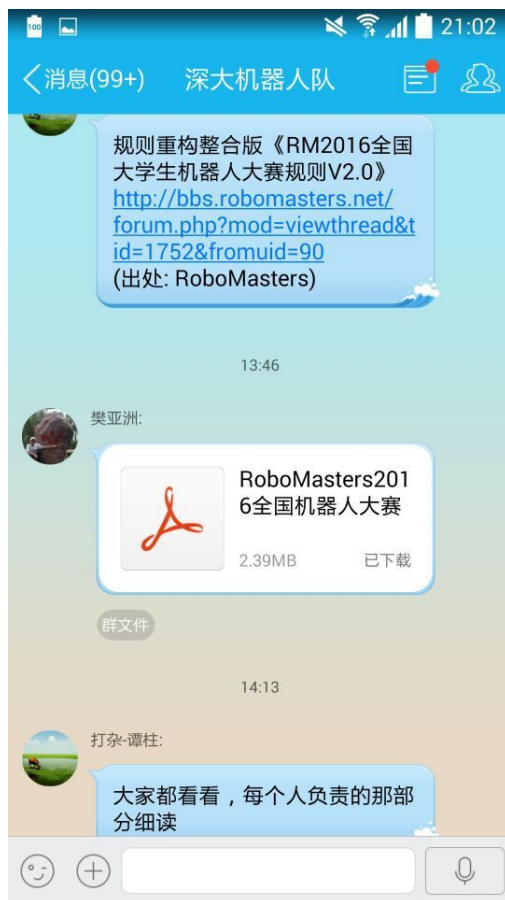 100
21:02
消息(99+)
深大机器人队
规则重构整合版《RM2016全国
大学生机器人大赛规则V2.0》
http://bbs.robomasters.net/
forum.php?mod=viewthread&t
id=1752&fromuid=90
(出处: RoboMasters)
13:46
樊亚洲:
RoboMasters201
6全国机器人大赛
2.39MB
已下载
群文件
14:13
打杂-谭柱:
大家都看看，每个人负责的那部
分细读